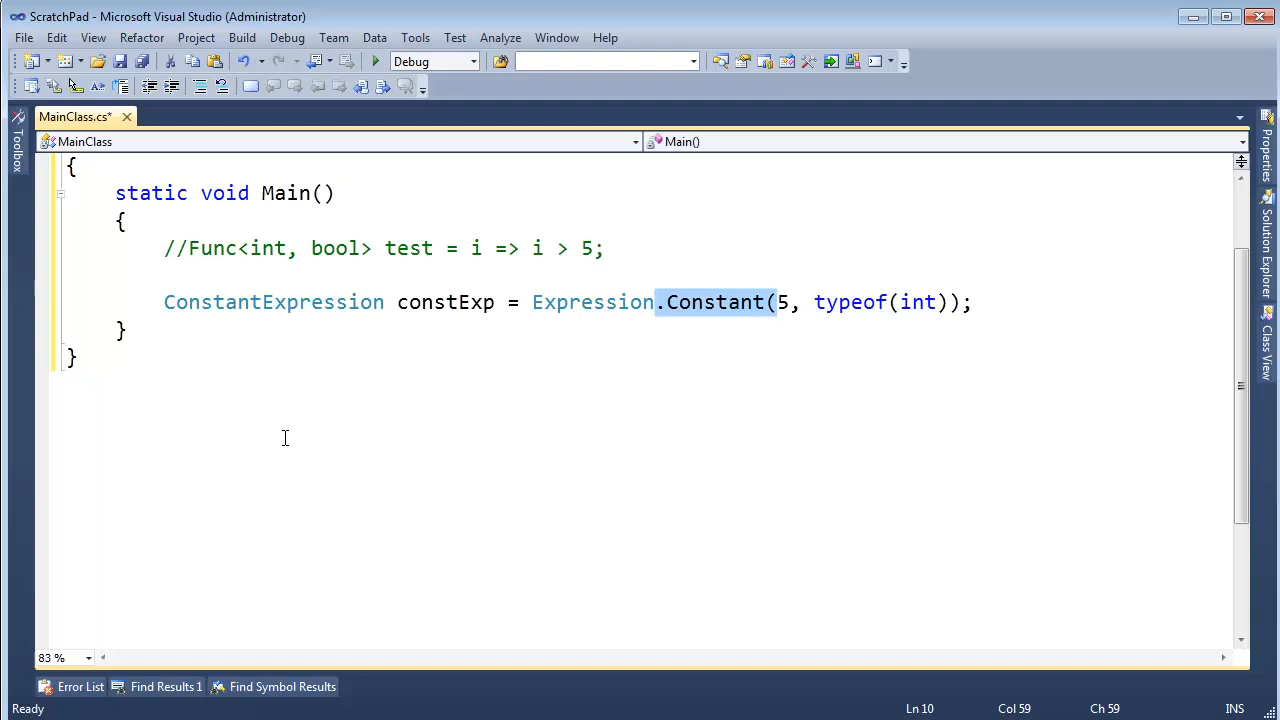 ScratchPad - Microsoft Visual Studio (Administrator)
File Edit View Refactor Project Build Debug Team Data Tools Test Analyze Window Help
Debug
MainClass.cs*
MainClass Main()
Toolbox
Properties
Solution Explorer
Class View
{
static void Main()
{
//Func<int, bool> test = i => i > 5;
ConstantExpression constExp = Expression.Constant(5, typeof(int));
}
}
83 %
Error List Find Results 1 Find Symbol Results
Ready Ln 10 Col 59 Ch 59 INS